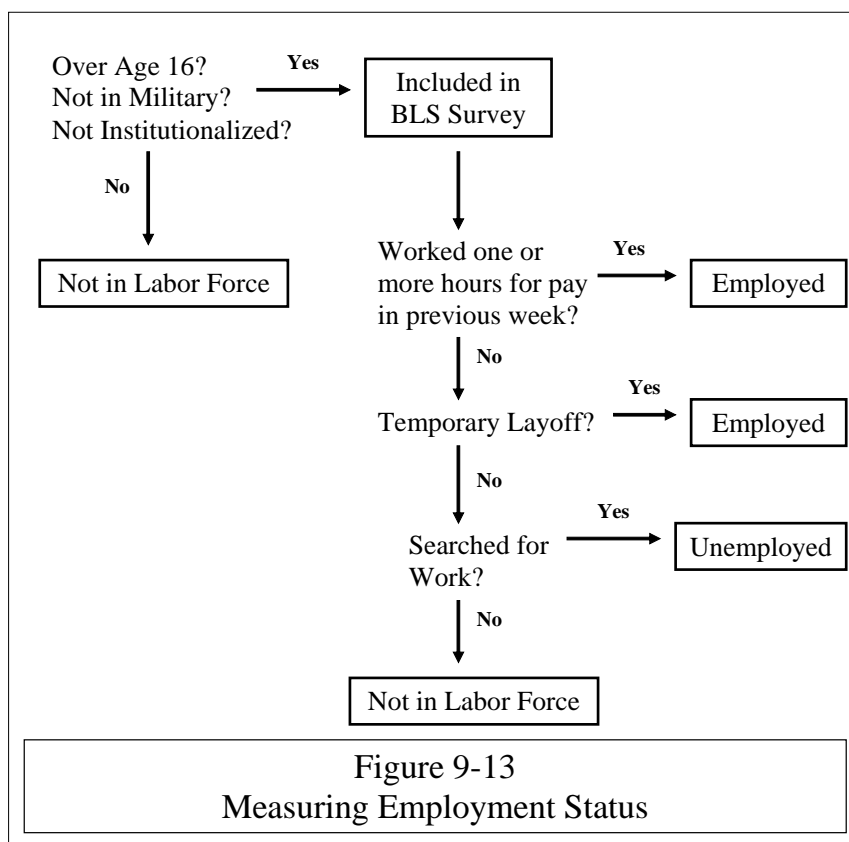 Over Age 16?
Not in Military?
Not Institutionalized?
Yes
Included in
BLS Survey
No
Not in Labor Force
Worked one or
more hours for pay
in previous week?
Yes
Employed
No
Temporary Layoff?
Yes
Employed
No
Searched for
Work?
Yes
Unemployed
No
Not in Labor Force
Figure 9-13
Measuring Employment Status